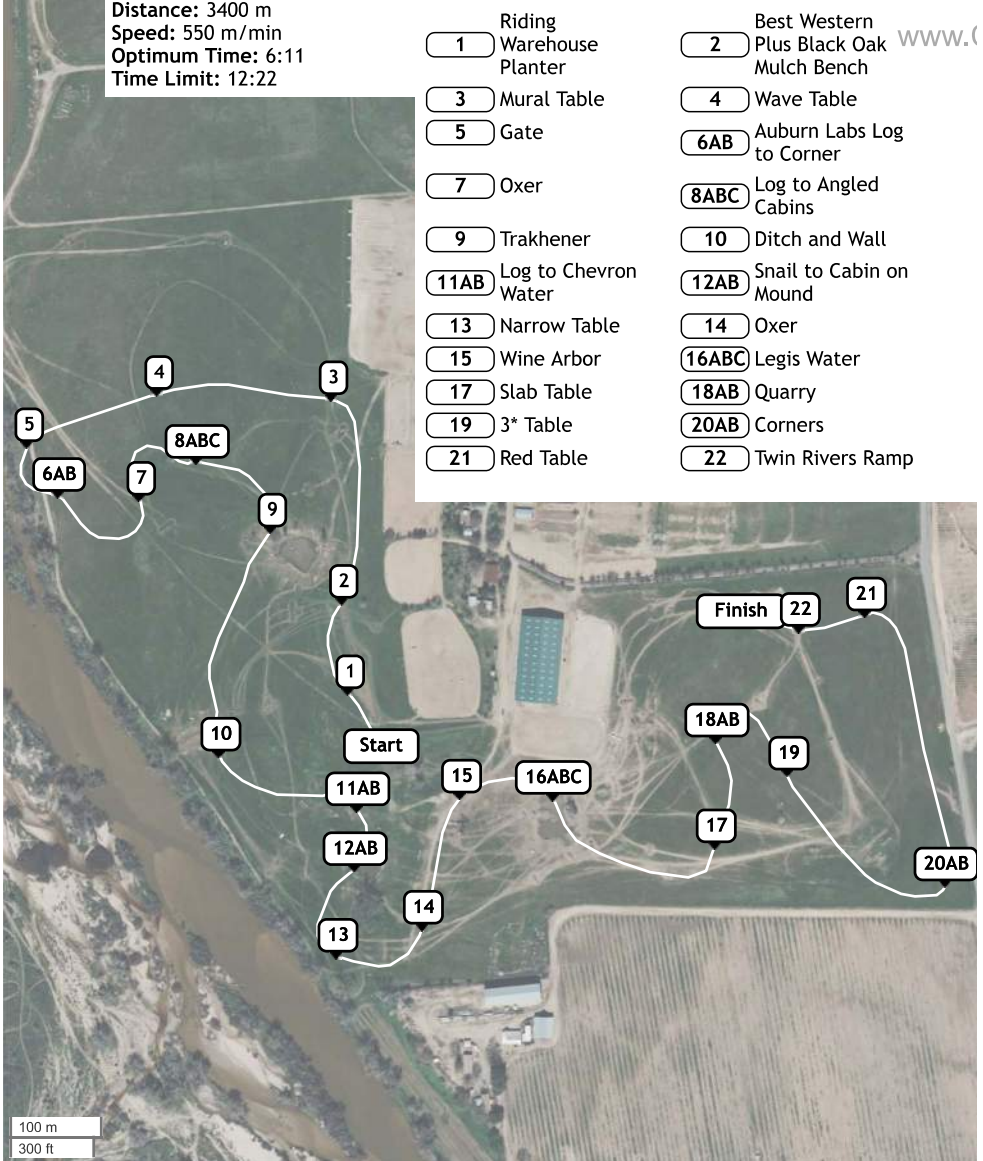 Distance: 3400 m
Speed: 550 m/min
Optimum Time: 6:11
Time Limit: 12:22
www.
1 Riding
Warehouse
Planter
2 Best Western
Plus Black Oak
Mulch Bench
3 Mural Table
4 Wave Table
5 Gate
6AB Auburn Labs Log
to Corner
7 Oxer
8ABC Log to Angled
Cabins
9 Trakhener
10 Ditch and Wall
11AB Log to Chevron
Water
12AB Snail to Cabin on
Mound
13 Narrow Table
14 Oxer
15 Wine Arbor
16ABC Legis Water
17 Slab Table
18AB Quarry
19 3* Table
20AB Corners
21 Red Table
22 Twin Rivers Ramp
4
3
5
8ABC
6AB
7
9
2
Finish
22
21
1
10
Start
18AB
19
15
16ABC
11AB
17
12AB
20AB
14
13
100 m
300 ft